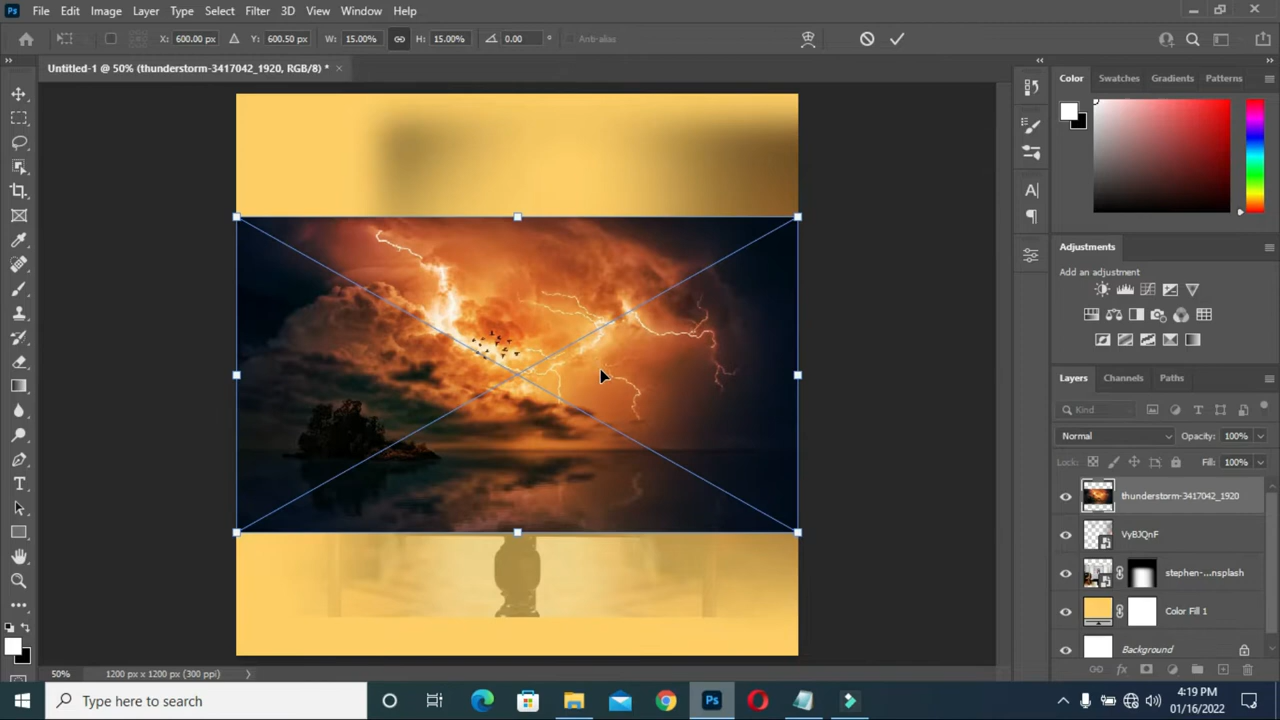 Ps File Edit Image Layer Type Select Filter 3D View Window Help
X: 600.00 px Y: 600.50 px W: 15.00% H: 15.00% 0.00 ° Anti-alias
Untitled-1 @ 50% (thunderstorm-3417042_1920, RGB/8) * ×
Color Swatches Gradients Patterns
Adjustments
Add an adjustment
Layers Channels Paths
Kind
Normal Opacity: 100%
Lock: Fill: 100%
thunderstorm-3417042_1920
VyBJQnF
stephen-...nsplash
Color Fill 1
Background
50% 1200 px x 1200 px (300 ppi)
Type here to search
Ps
4:19 PM
01/16/2022